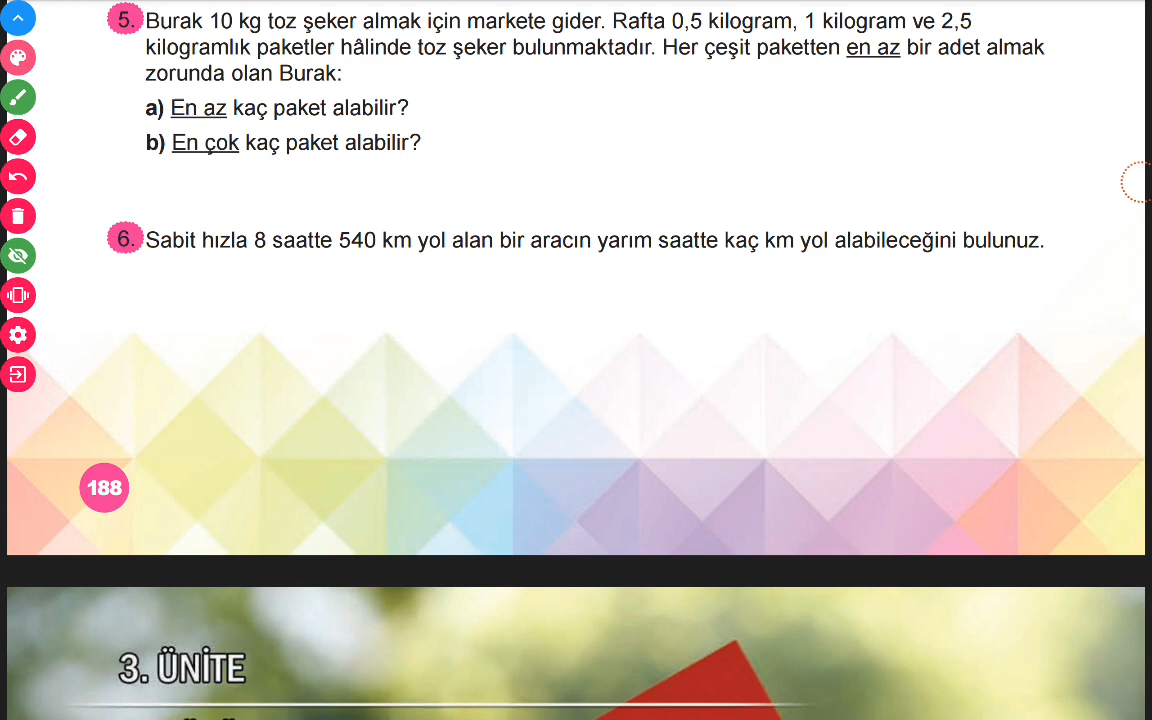 5. Burak 10 kg toz şeker almak için markete gider. Rafta 0,5 kilogram, 1 kilogram ve 2,5
kilogramlık paketler hâlinde toz şeker bulunmaktadır. Her çeşit paketten en az bir adet almak
zorunda olan Burak:
a) En az kaç paket alabilir?
b) En çok kaç paket alabilir?
6. Sabit hızla 8 saatte 540 km yol alan bir aracın yarım saatte kaç km yol alabileceğini bulunuz.
188
3. ÜNİTE